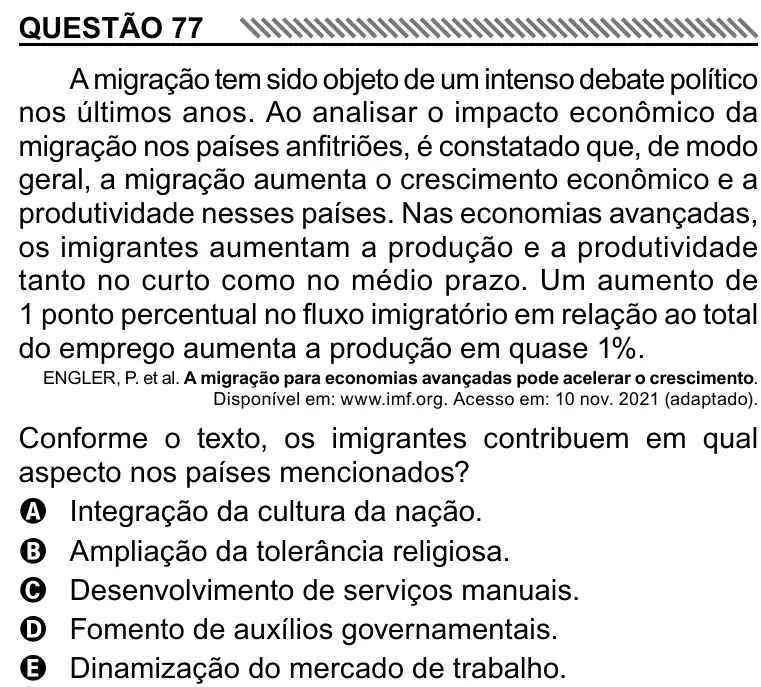 QUESTÃO 77
A migração tem sido objeto de um intenso debate político
nos últimos anos. Ao analisar o impacto econômico da
migração nos países anfitriões, é constatado que, de modo
geral, a migração aumenta o crescimento econômico e a
produtividade nesses países. Nas economias avançadas,
os imigrantes aumentam a produção e a produtividade
tanto no curto como no médio prazo. Um aumento de
1 ponto percentual no fluxo imigratório em relação ao total
do emprego aumenta a produção em quase 1%.
ENGLER, P. et al. A migração para economias avançadas pode acelerar o crescimento.
Disponível em: www.imf.org. Acesso em: 10 nov. 2021 (adaptado).
Conforme o texto, os imigrantes contribuem em qual
aspecto nos países mencionados?
A Integração da cultura da nação.
B Ampliação da tolerância religiosa.
C Desenvolvimento de serviços manuais.
D Fomento de auxílios governamentais.
E Dinamização do mercado de trabalho.